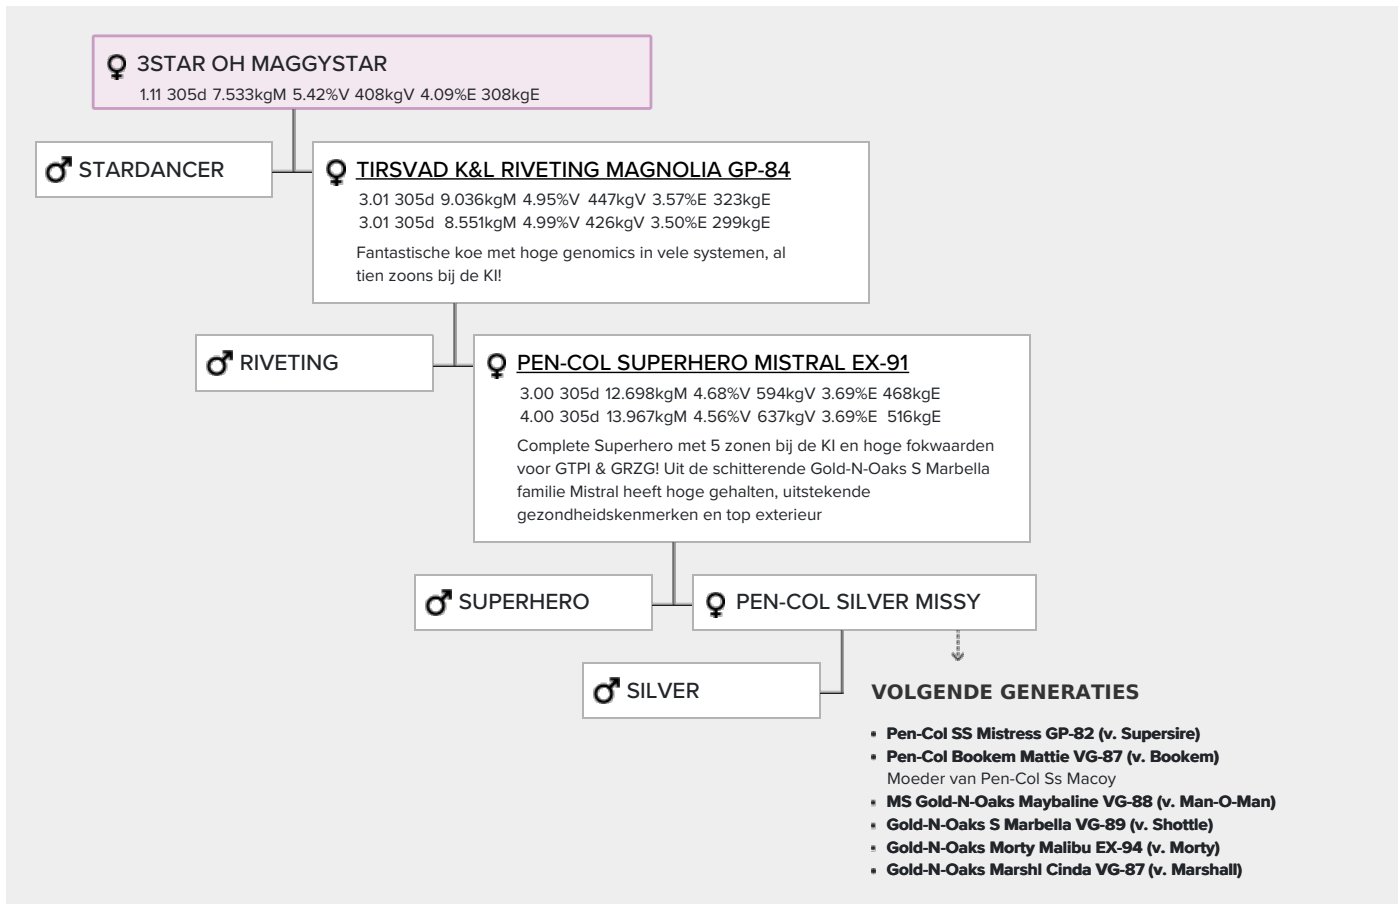 3STAR OH MAGGYSTAR
1.11 305d 7.533kgM 5.42%V 408kgV 4.09%E 308kgE
STARDANCER
TIRSVAD K&L RIVETING MAGNOLIA GP-84
3.01 305d 9.036kgM 4.95%V 447kgV 3.57%E 323kgE
3.01 305d 8.551kgM 4.99%V 426kgV 3.50%E 299kgE
Fantastische koe met hoge genomics in vele systemen, al
tien zoons bij de KI!
RIVETING
PEN-COL SUPERHERO MISTRAL EX-91
3.00 305d 12.698kgM 4.68%V 594kgV 3.69%E 468kgE
4.00 305d 13.967kgM 4.56%V 637kgV 3.69%E 516kgE
Complete Superhero met 5 zonen bij de KI en hoge fokwaarden
voor GTPI & GRZG! Uit de schitterende Gold-N-Oaks S Marbella
familie Mistral heeft hoge gehalten, uitstekende
gezondheidskenmerken en top exterieur
SUPERHERO
PEN-COL SILVER MISSY
SILVER
VOLGENDE GENERATIES
• Pen-Col SS Mistress GP-82 (v. Supersire)
• Pen-Col Bookem Mattie VG-87 (v. Bookem)
Moeder van Pen-Col Ss Macoy
• MS Gold-N-Oaks Maybaline VG-88 (v. Man-O-Man)
• Gold-N-Oaks S Marbella VG-89 (v. Shottle)
• Gold-N-Oaks Morty Malibu EX-94 (v. Morty)
• Gold-N-Oaks Marshl Cinda VG-87 (v. Marshall)